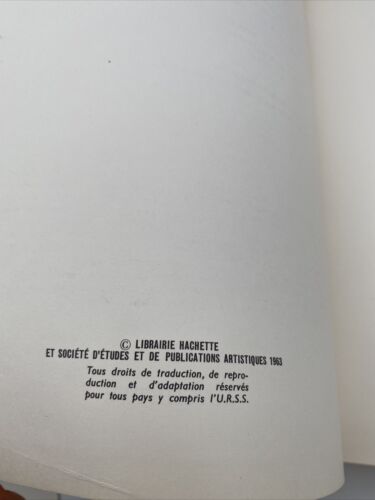 © LIBRAIRIE HACHETTE
ET SOCIÉTÉ D'ÉTUDES ET DE PUBLICATIONS ARTISTIQUES 1963
Tous droits de traduction, de repro-
duction et d'adaptation réservés
pour tous pays y compris l'U.R.S.S.